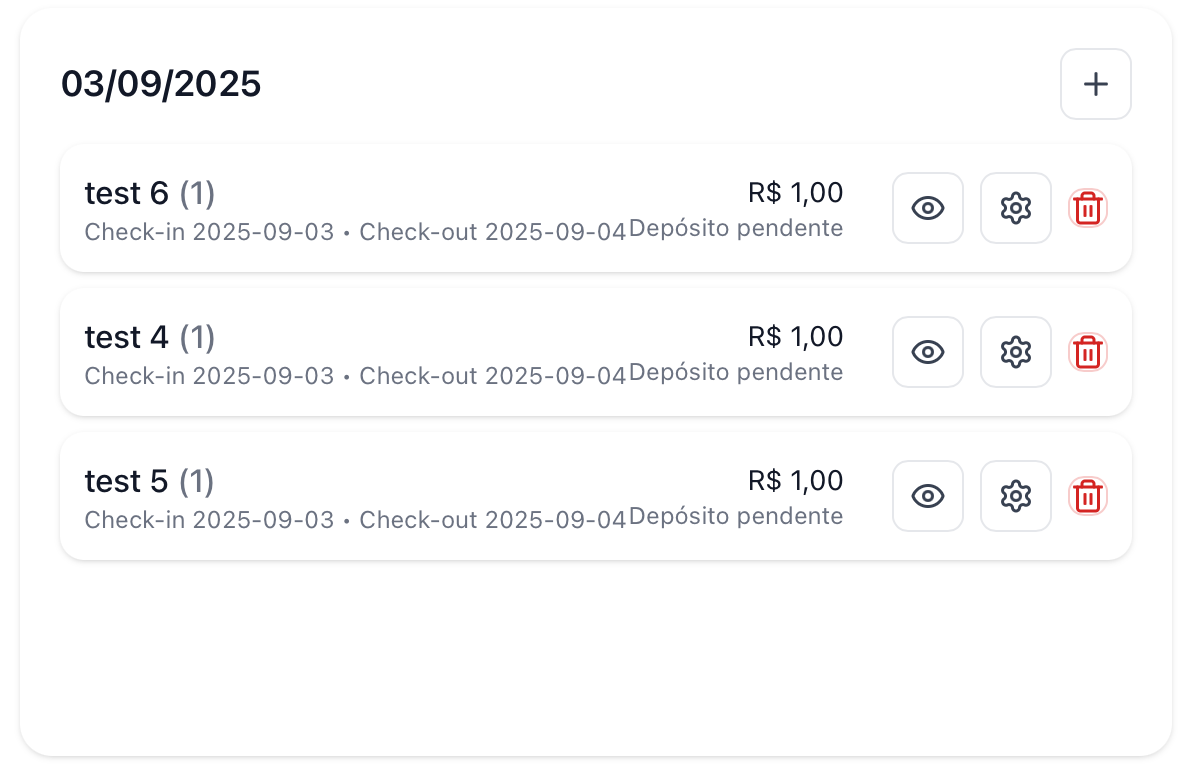 03/09/2025
test 6 (1)
R$ 1,00
Check-in 2025-09-03 • Check-out 2025-09-04
Depósito pendente
test 4 (1)
R$ 1,00
Check-in 2025-09-03 • Check-out 2025-09-04
Depósito pendente
test 5 (1)
R$ 1,00
Check-in 2025-09-03 • Check-out 2025-09-04
Depósito pendente